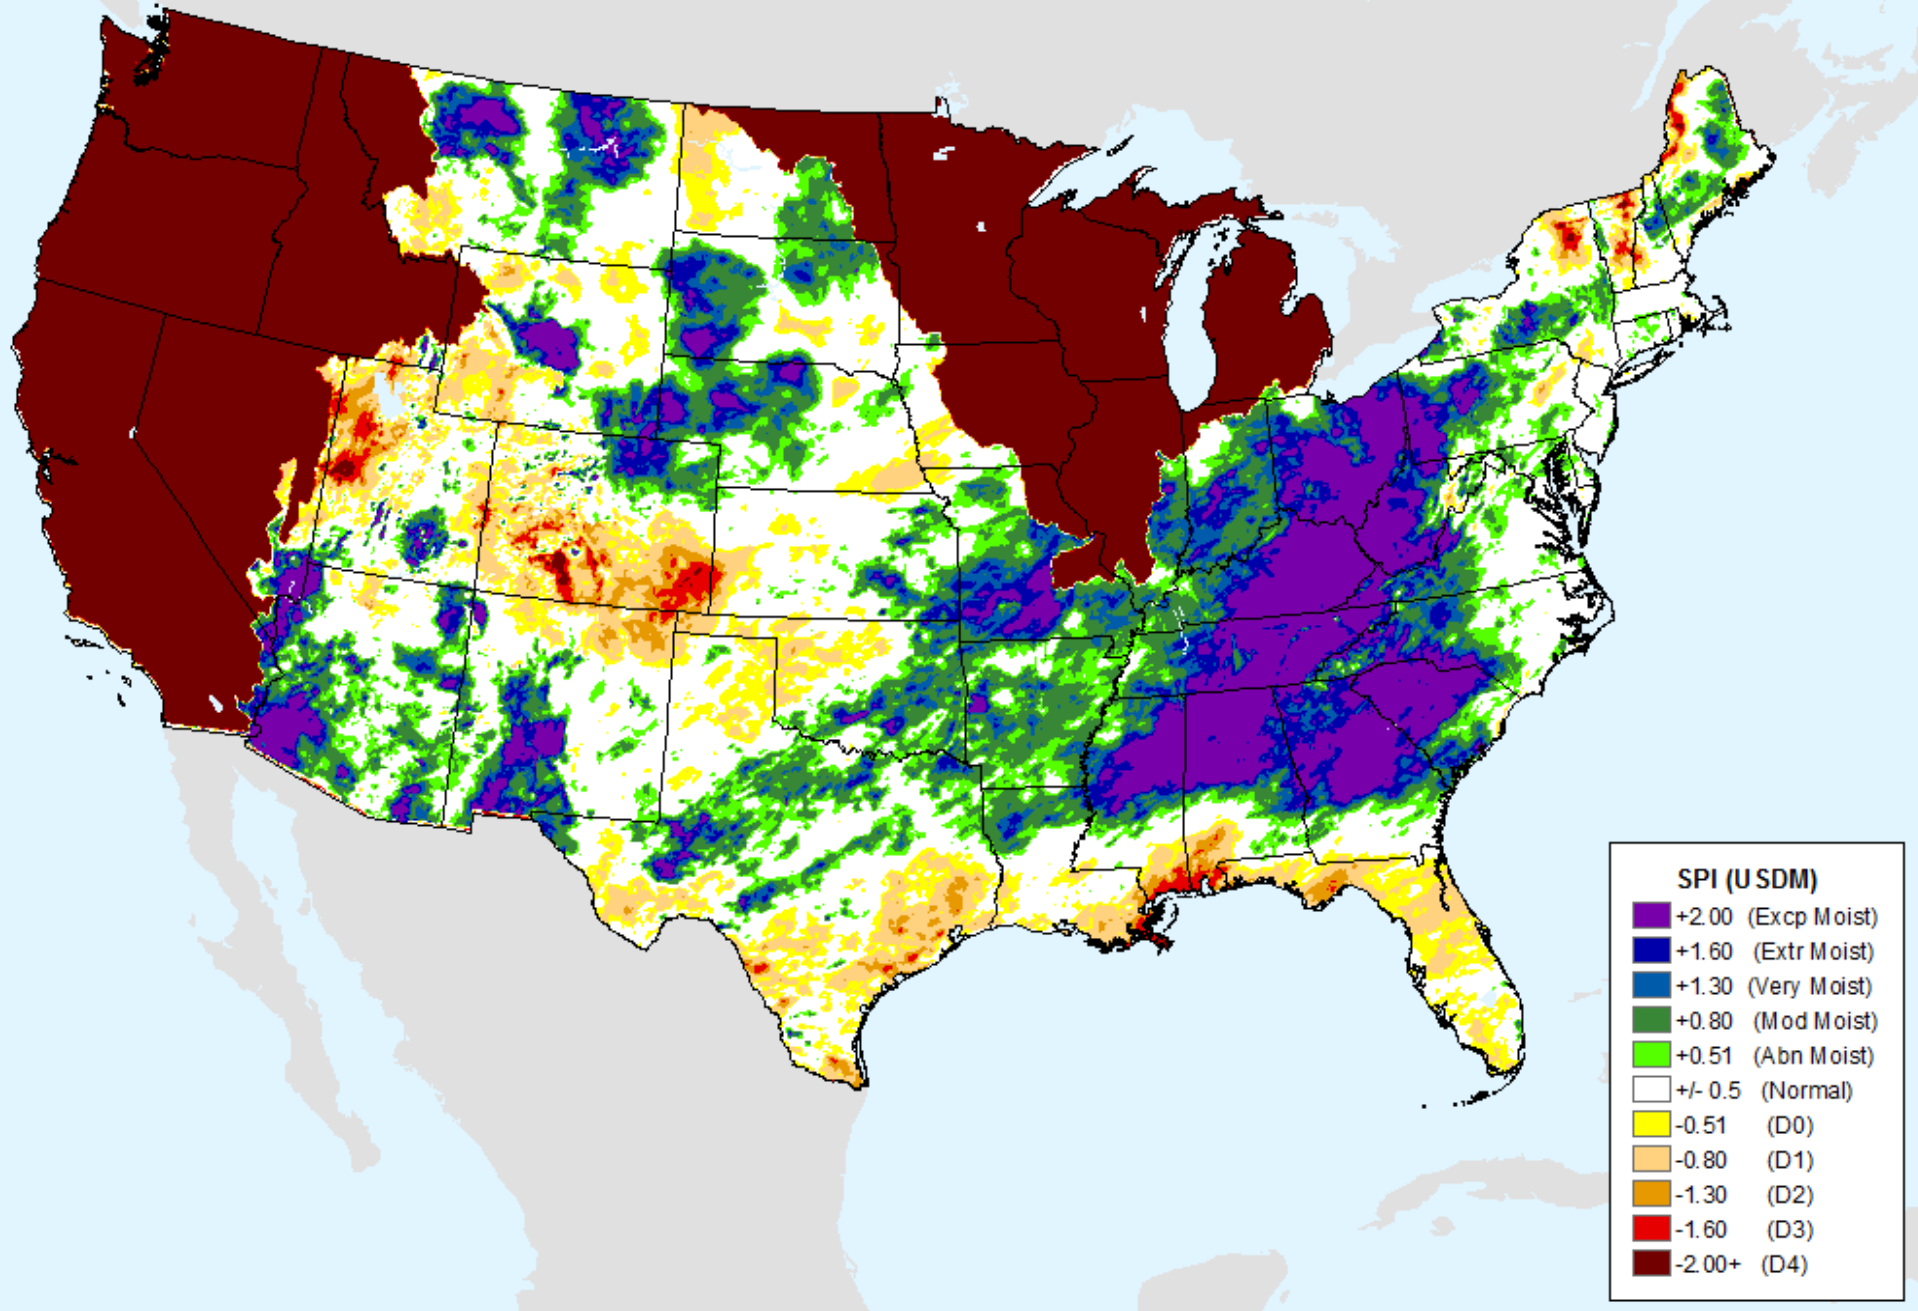 SPI (USDM)
+2.00 (Excp Moist)
+1.60 (Extr Moist)
+1.30 (Very Moist)
+0.80 (Mod Moist)
+0.51 (Abn Moist)
+/- 0.5 (Normal)
-0.51 (D0)
-0.80 (D1)
-1.30 (D2)
-1.60 (D3)
-2.00+ (D4)